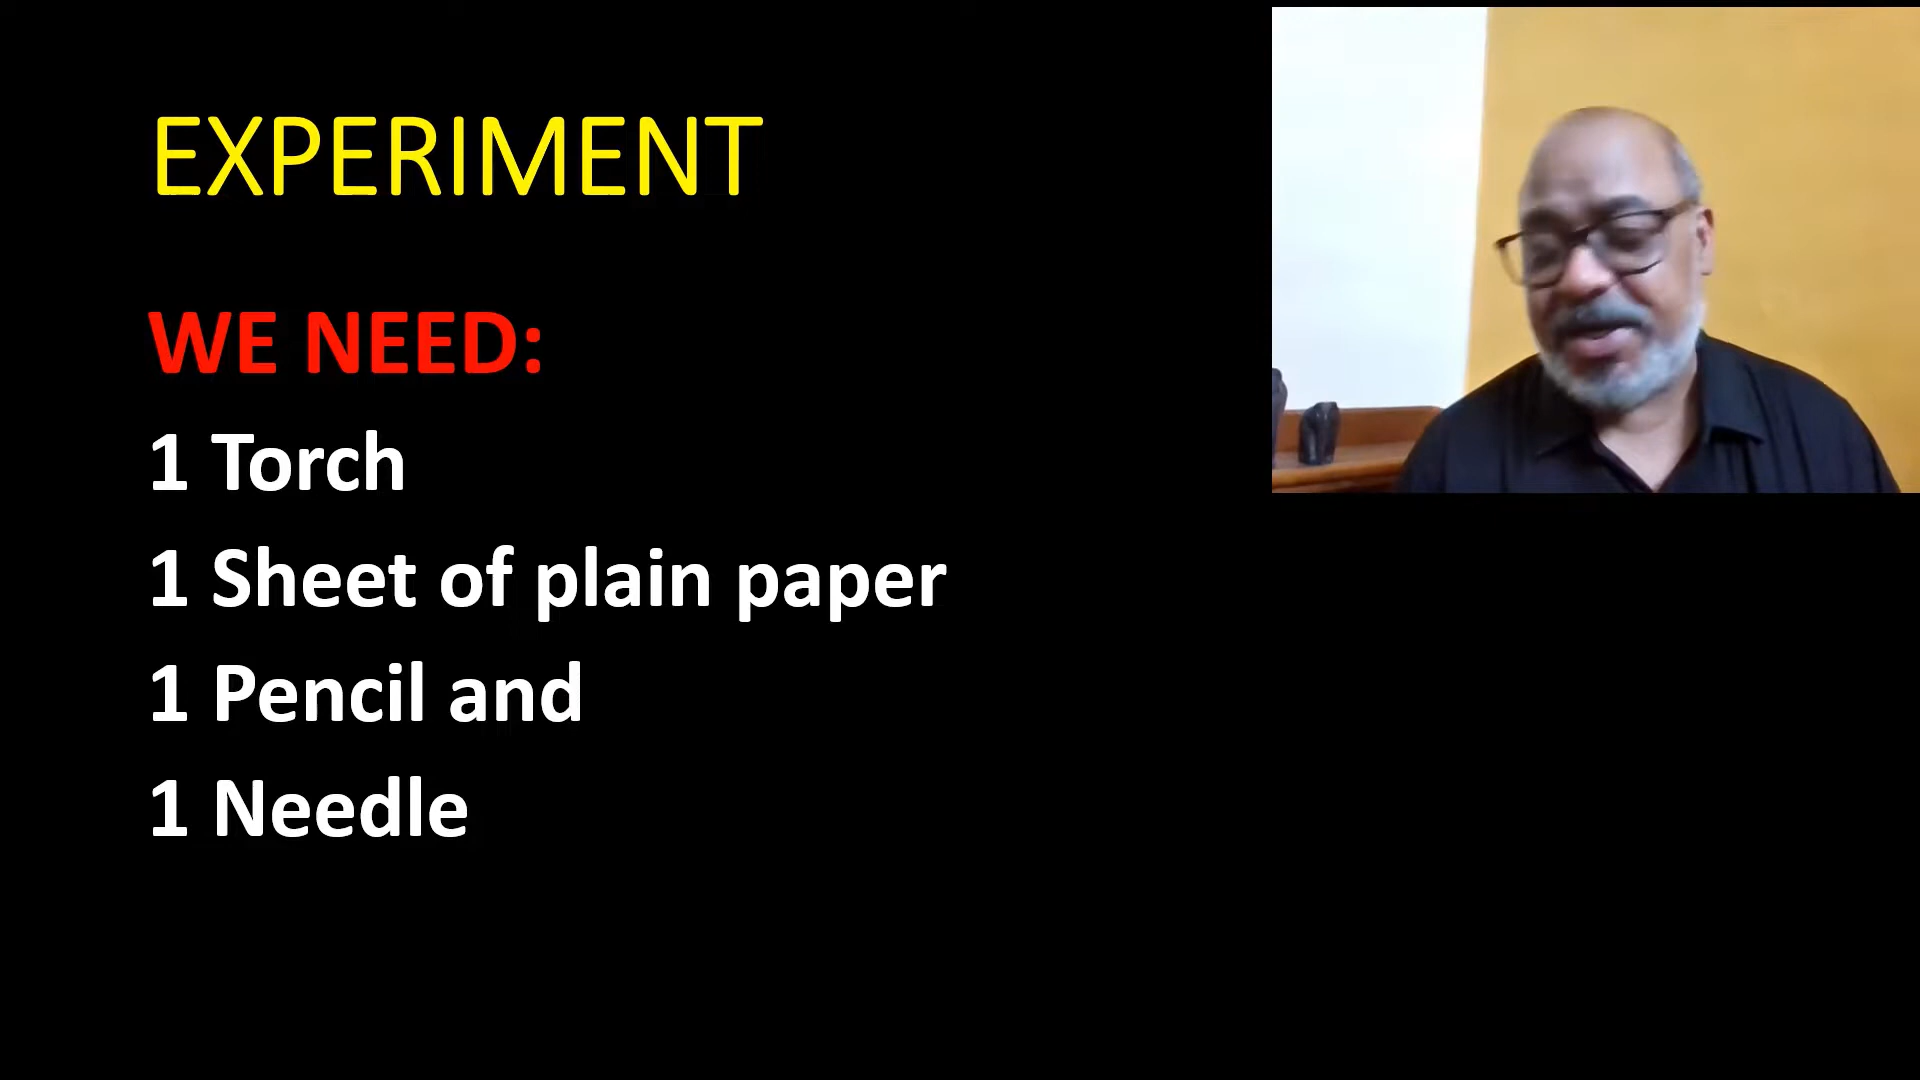 EXPERIMENT
WE NEED:
1 Torch
1 Sheet of plain paper
1 Pencil and
1 Needle